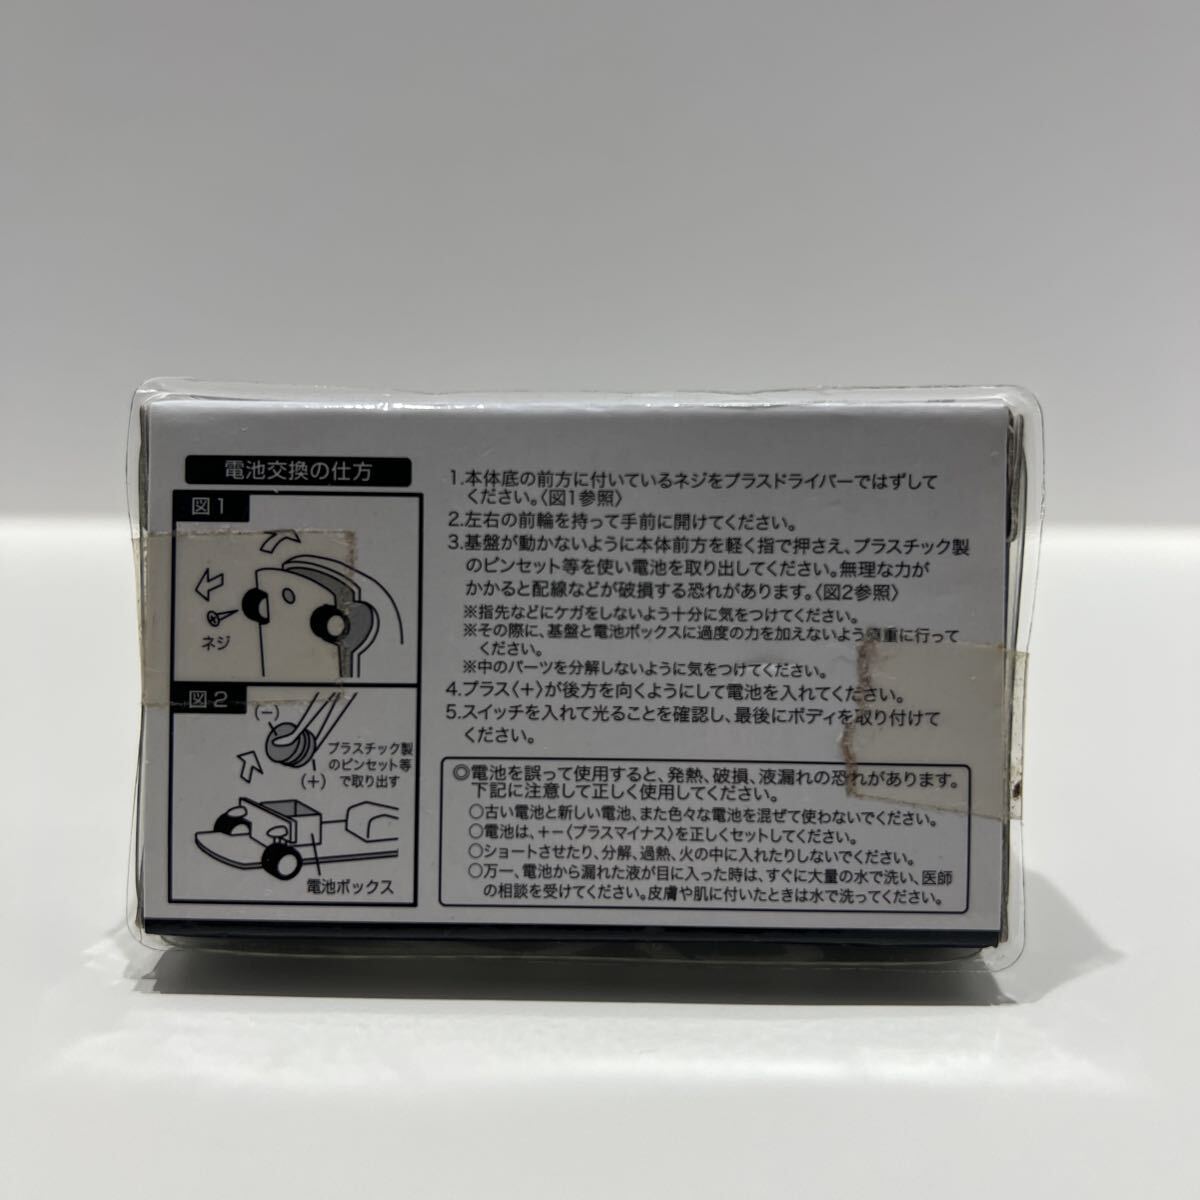 電池交換の仕方
図1
ネジ
図2
(−)
(+)
プラスチック製
のピンセット等
で取り出す
電池ボックス
1.本体底の前方に付いているネジをプラスドライバーではずして
ください。〈図1参照〉
2.左右の前輪を持って手前に開けてください。
3.基盤が動かないように本体前方を軽く指で押さえ、プラスチック製
のピンセット等を使い電池を取り出してください。無理な力が
かかると配線などが破損する恐れがあります。〈図2参照〉
※指先などにケガをしないよう十分に気をつけてください。
※その際に、基盤と電池ボックスに過度の力を加えないよう慎重に行って
ください。
※中のパーツを分解しないように気をつけてください。
4.プラス〈+〉が後方を向くようにして電池を入れてください。
5.スイッチを入れて光ることを確認し、最後にボディを取り付けて
ください。
◎電池を誤って使用すると、発熱、破損、液漏れの恐れがあります。
下記に注意して正しく使用してください。
○古い電池と新しい電池、また色々な電池を混ぜて使わないでください。
○電池は、+−〈プラスマイナス〉を正しくセットしてください。
○ショートさせたり、分解、過熱、火の中に入れたりしないでください。
○万一、電池から漏れた液が目に入った時は、すぐに大量の水で洗い、医師
の相談を受けてください。皮膚や肌に付いたときは水で洗ってください。